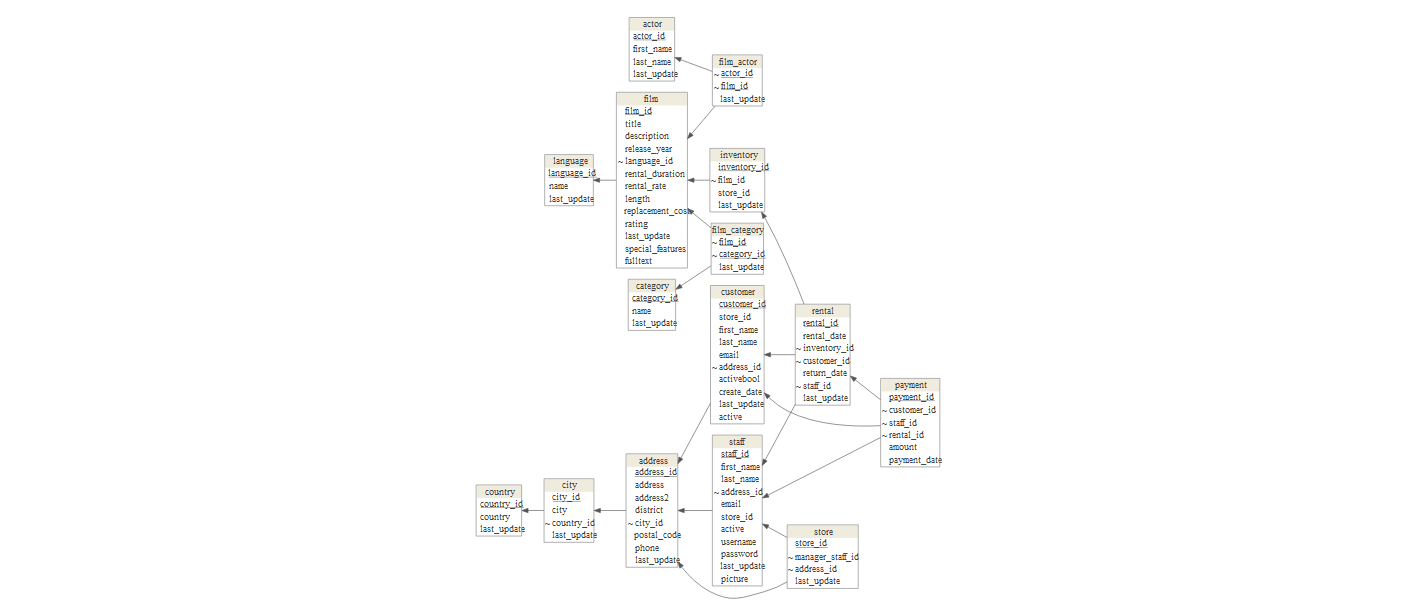 actor
actor_id
first_name
last_name
last_update
film_actor
~ actor_id
~ film_id
last_update
film
film_id
title
description
release_year
~ language_id
rental_duration
rental_rate
length
replacement_cost
rating
last_update
special_features
fulltext
language
language_id
name
last_update
inventory
inventory_id
~ film_id
store_id
last_update
film_category
~ film_id
~ category_id
last_update
category
category_id
name
last_update
customer
customer_id
store_id
first_name
last_name
email
~ address_id
activebool
create_date
last_update
active
rental
rental_id
rental_date
~ inventory_id
~ customer_id
return_date
~ staff_id
last_update
payment
payment_id
~ customer_id
~ staff_id
~ rental_id
amount
payment_date
staff
staff_id
first_name
last_name
~ address_id
email
store_id
active
username
password
last_update
picture
address
address_id
address
address2
district
~ city_id
postal_code
phone
last_update
city
city_id
city
~ country_id
last_update
country
country_id
country
last_update
store
store_id
~ manager_staff_id
~ address_id
last_update